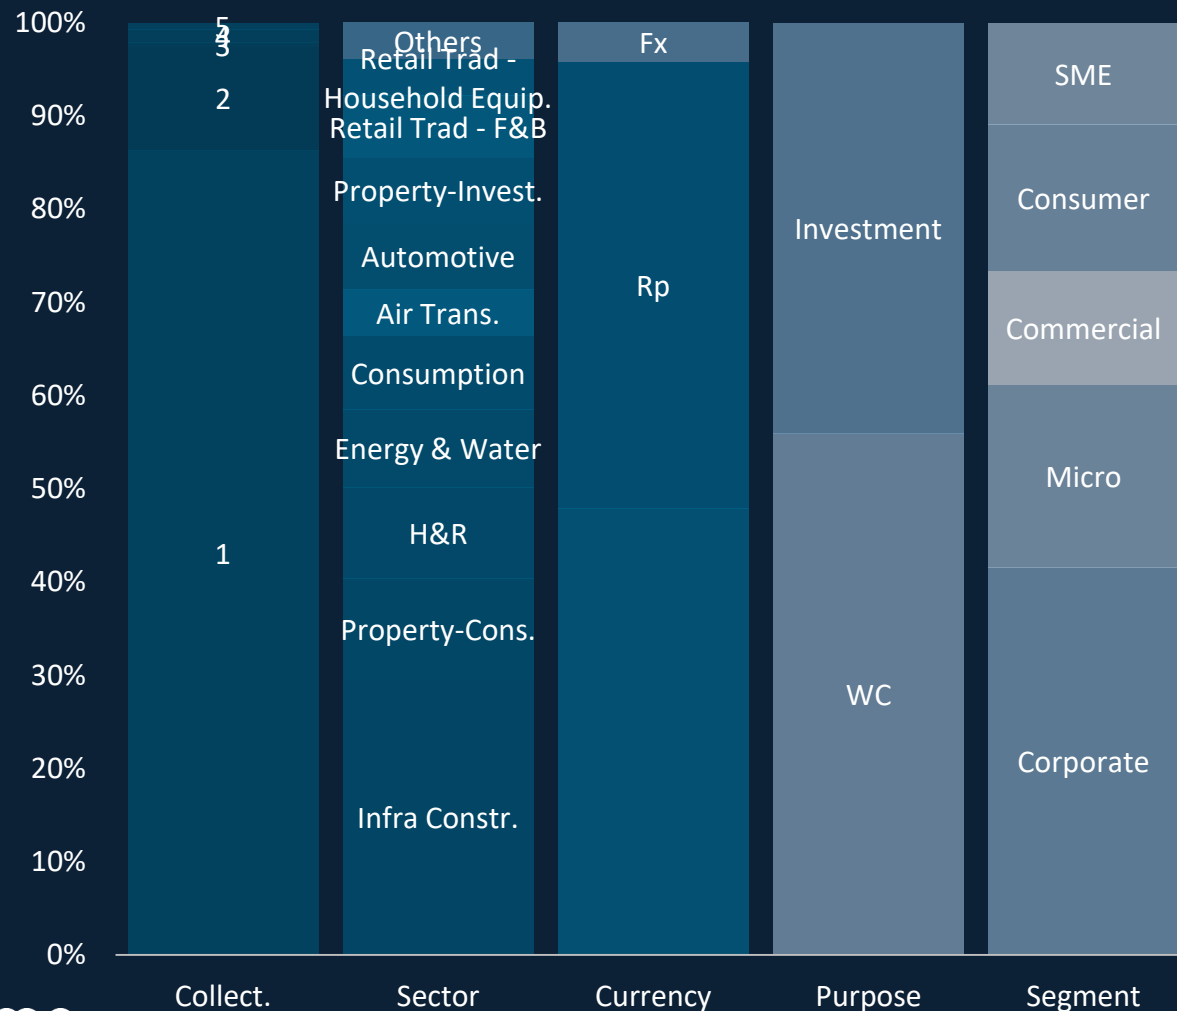 100%
90%
80%
70%
60%
50%
40%
30%
20%
10%
0%
5
4
3
2
1
Others
Retail Trad -
Household Equip.
Retail Trad - F&B
Property-Invest.
Automotive
Air Trans.
Consumption
Energy & Water
H&R
Property-Cons.
Infra Constr.
Fx
Rp
Investment
WC
SME
Consumer
Commercial
Micro
Corporate
Collect.
Sector
Currency
Purpose
Segment